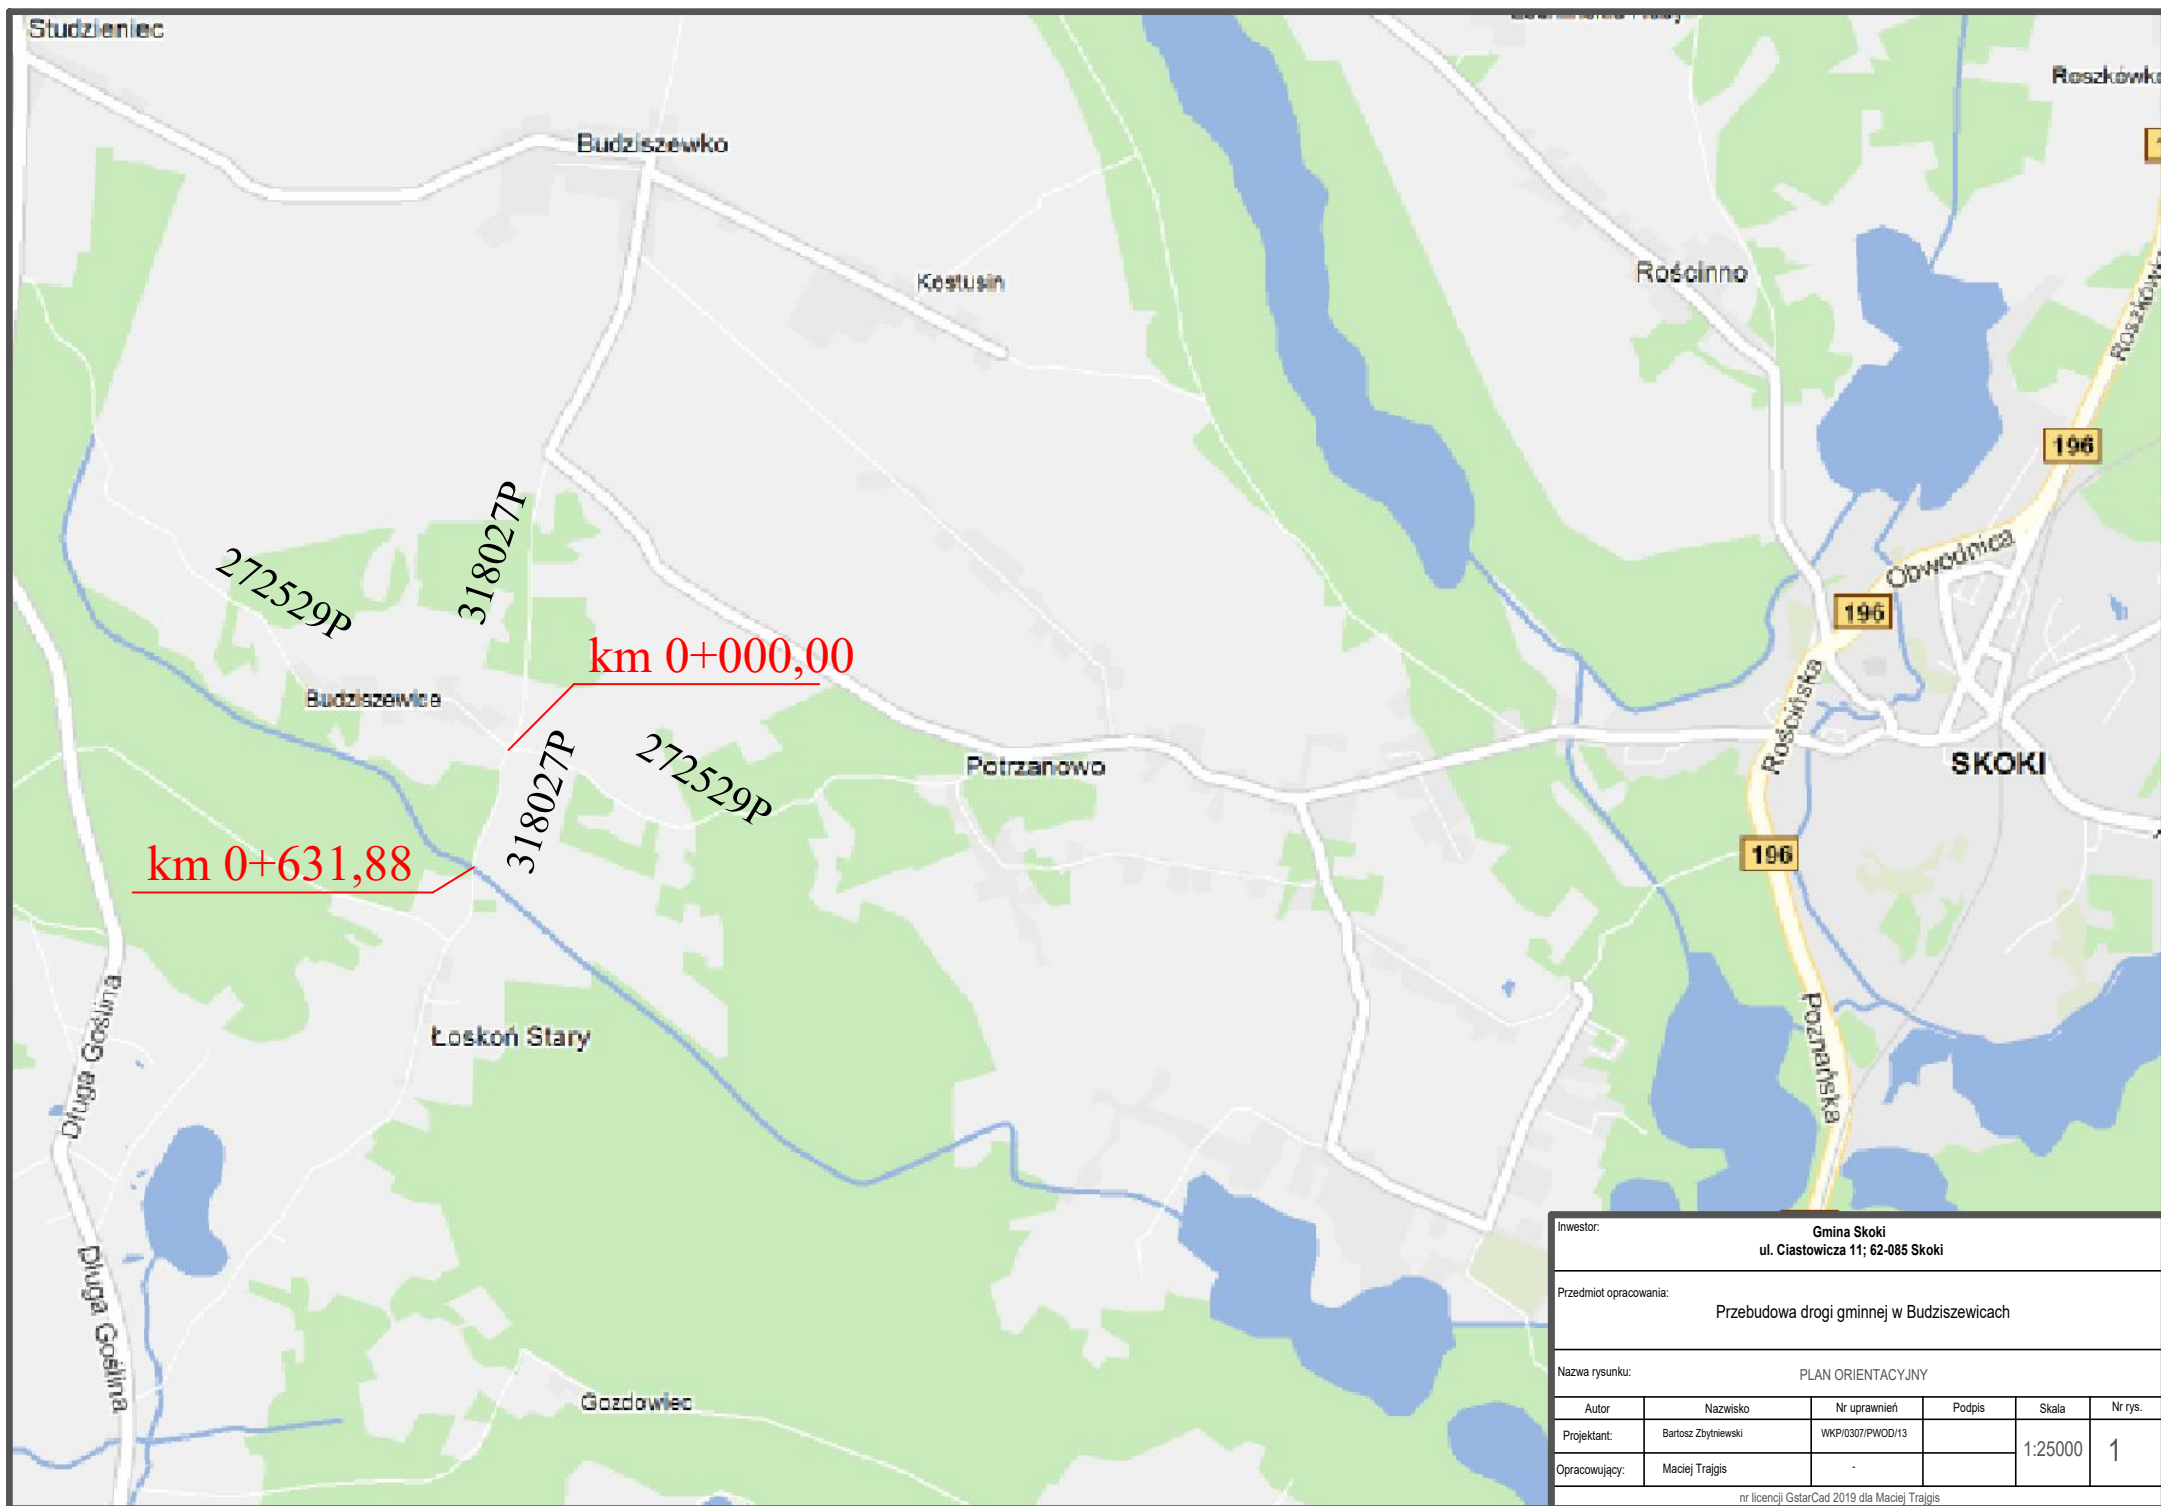 Studzieniec
Budziszewko
Kostusin
Rościnno
196
Obwodnica
196
272529P
318027P
km 0+000,00
Budziszewice
318027P
272529P
Potrzanowo
Rościńska
SKOKI
km 0+631,88
196
Długa Goślina
Łoskoń Stary
Poznańska
Długa Goślina
Gozdowiec
Inwestor:
Gmina Skoki
ul. Ciastowicza 11; 62-085 Skoki
Przedmiot opracowania:
Przebudowa drogi gminnej w Budziszewicach
Nazwa rysunku: PLAN ORIENTACYJNY
Autor Nazwisko Nr uprawnień Podpis Skala Nr rys.
Projektant: Bartosz Zbytniewski WKP/0307/PWOD/13 1:25000 1
Opracowujący: Maciej Trajgis -
nr licencji GstarCad 2019 dla Maciej Trajgis